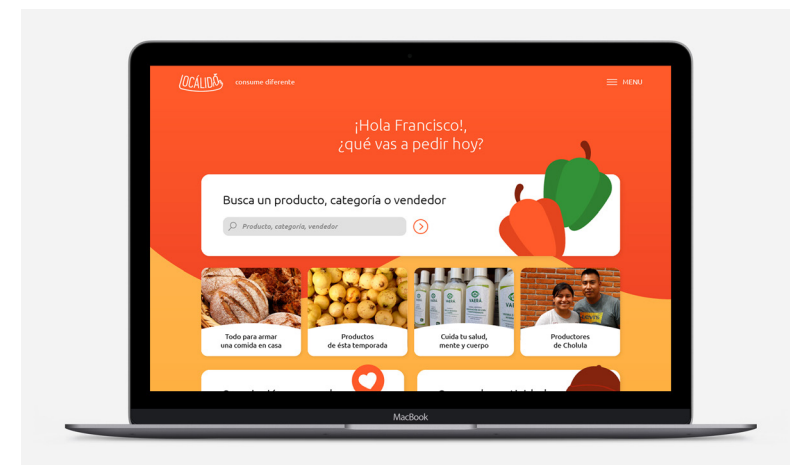 LOCÁLIDO
consume diferente
MENU
¡Hola Francisco!,
¿qué vas a pedir hoy?
Busca un producto, categoría o vendedor
Producto, categoría, vendedor
Todo para armar
una comida en casa
Productos
de ésta temporada
Cuida tu salud,
mente y cuerpo
Productores
de Cholula
MacBook